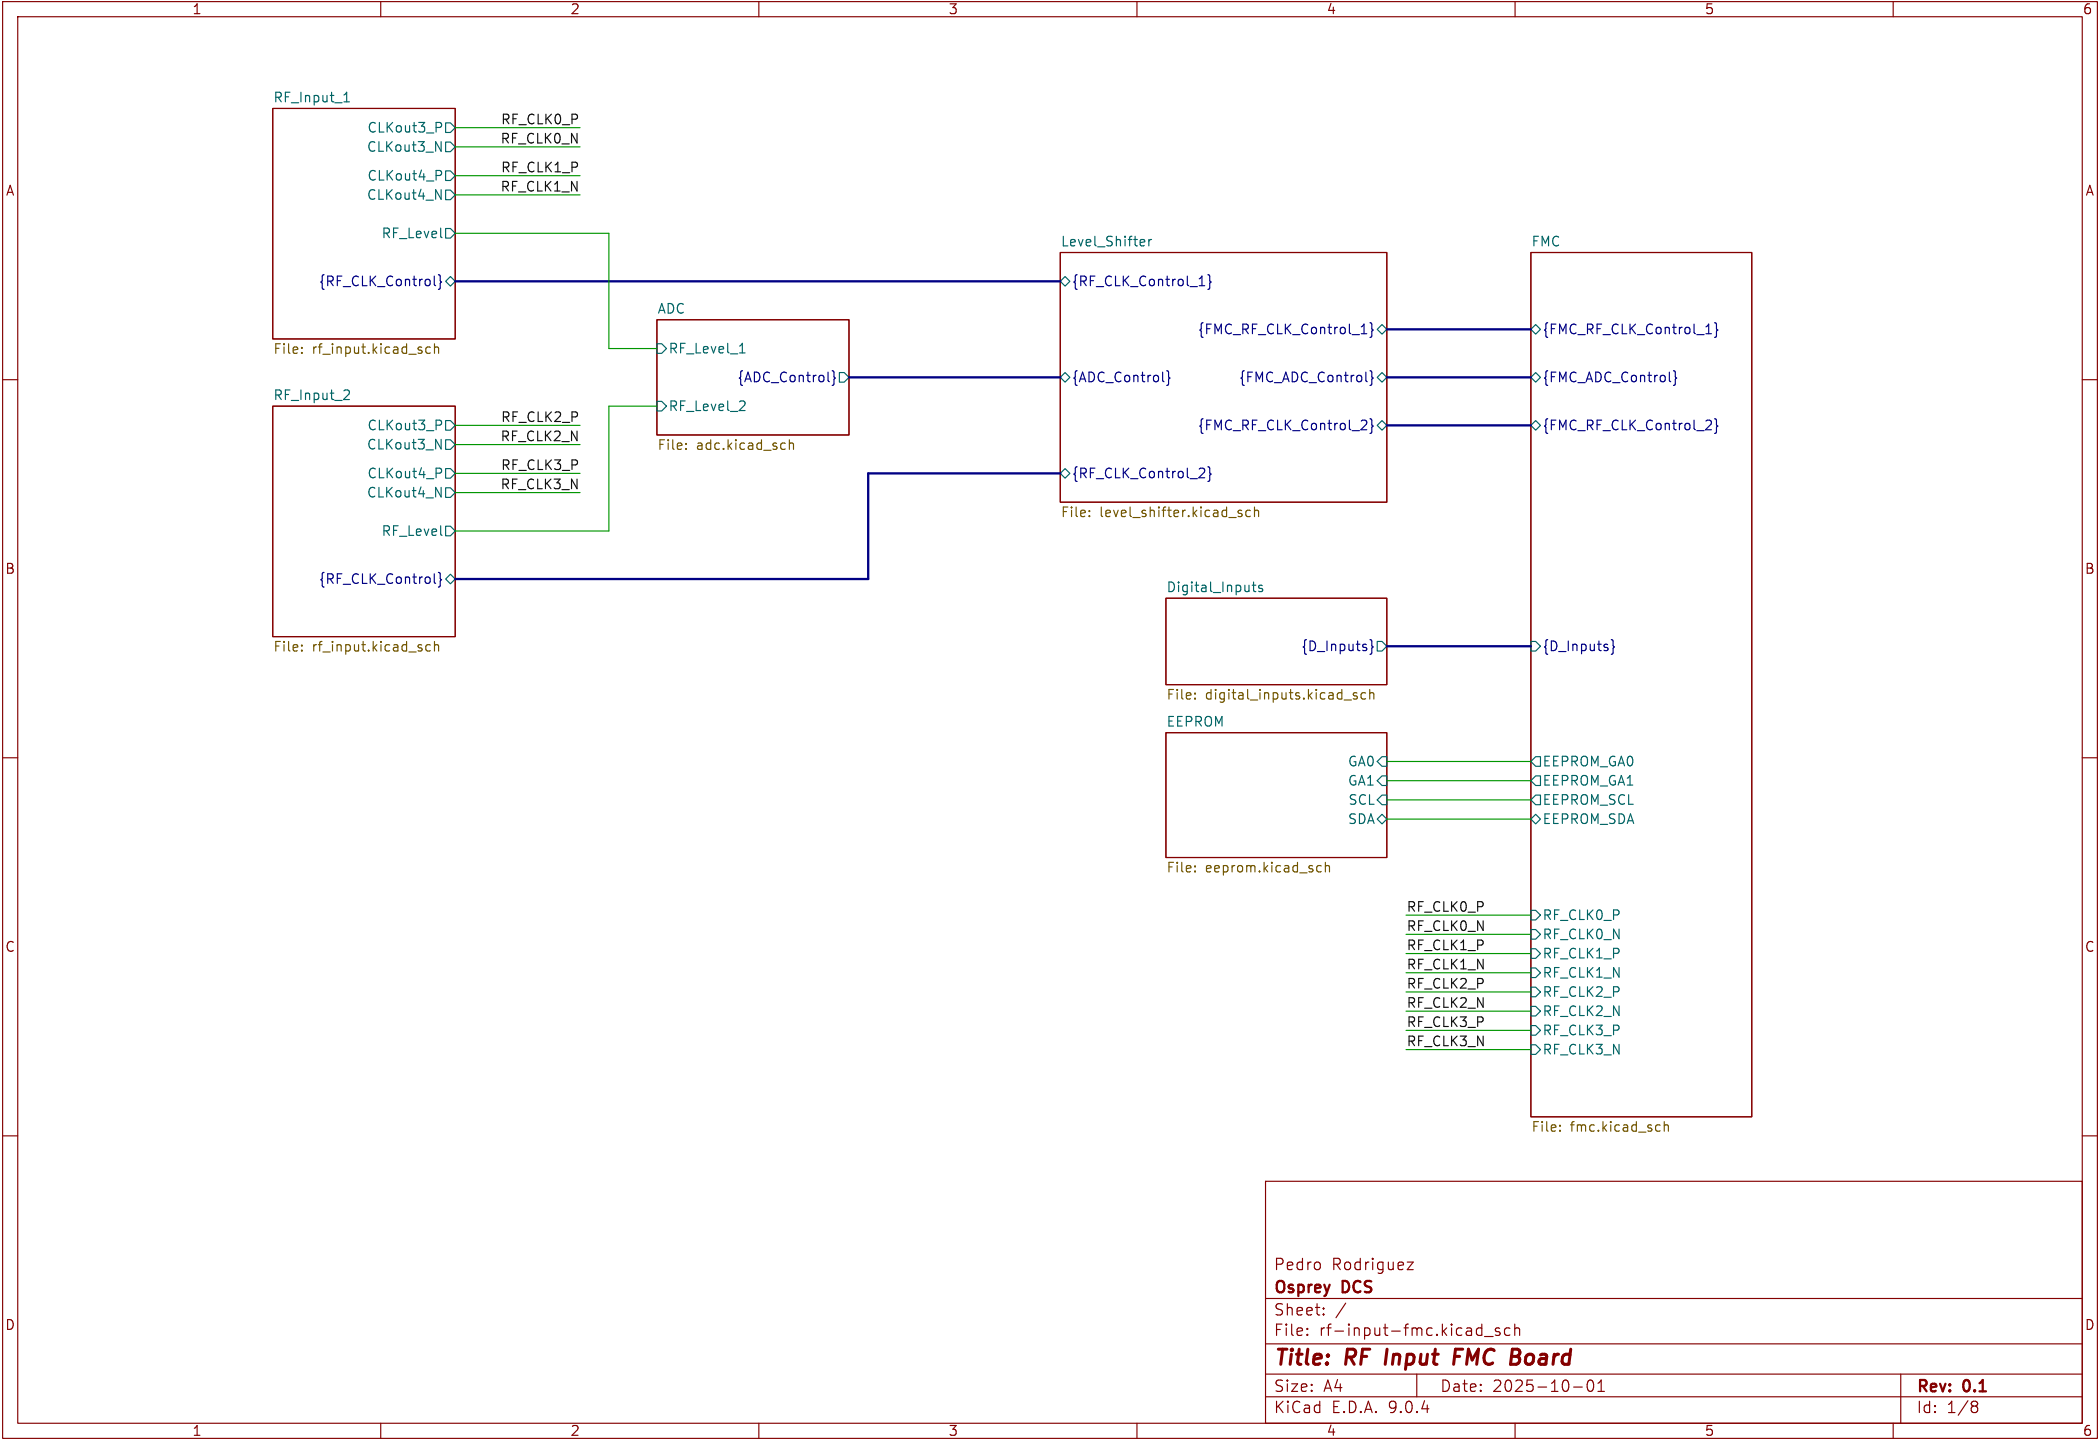 1 2 3 4 5 6
A
B
C
D
A
B
C
D
RF_Input_1
CLKout3_P
CLKout3_N
CLKout4_P
CLKout4_N
RF_Level
{RF_CLK_Control}
File: rf_input.kicad_sch
RF_CLK0_P
RF_CLK0_N
RF_CLK1_P
RF_CLK1_N
RF_Input_2
CLKout3_P
CLKout3_N
CLKout4_P
CLKout4_N
RF_Level
{RF_CLK_Control}
File: rf_input.kicad_sch
RF_CLK2_P
RF_CLK2_N
RF_CLK3_P
RF_CLK3_N
ADC
RF_Level_1
{ADC_Control}
RF_Level_2
File: adc.kicad_sch
Level_Shifter
{RF_CLK_Control_1}
{FMC_RF_CLK_Control_1}
{ADC_Control}
{FMC_ADC_Control}
{FMC_RF_CLK_Control_2}
{RF_CLK_Control_2}
File: level_shifter.kicad_sch
Digital_Inputs
{D_Inputs}
File: digital_inputs.kicad_sch
EEPROM
GA0
GA1
SCL
SDA
File: eeprom.kicad_sch
RF_CLK0_P
RF_CLK0_N
RF_CLK1_P
RF_CLK1_N
RF_CLK2_P
RF_CLK2_N
RF_CLK3_P
RF_CLK3_N
FMC
{FMC_RF_CLK_Control_1}
{FMC_ADC_Control}
{FMC_RF_CLK_Control_2}
{D_Inputs}
EEPROM_GA0
EEPROM_GA1
EEPROM_SCL
EEPROM_SDA
RF_CLK0_P
RF_CLK0_N
RF_CLK1_P
RF_CLK1_N
RF_CLK2_P
RF_CLK2_N
RF_CLK3_P
RF_CLK3_N
File: fmc.kicad_sch
Pedro Rodriguez
Osprey DCS
Sheet: /
File: rf-input-fmc.kicad_sch
Title: RF Input FMC Board
Size: A4 Date: 2025-10-01 Rev: 0.1
KiCad E.D.A. 9.0.4 Id: 1/8
1 2 3 4 5 6